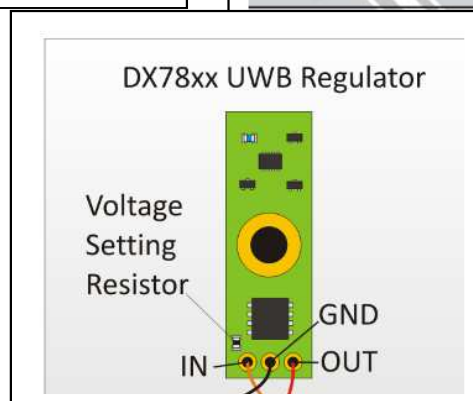 DX78xx UWB Regulator
Voltage
Setting
Resistor
GND
IN
OUT